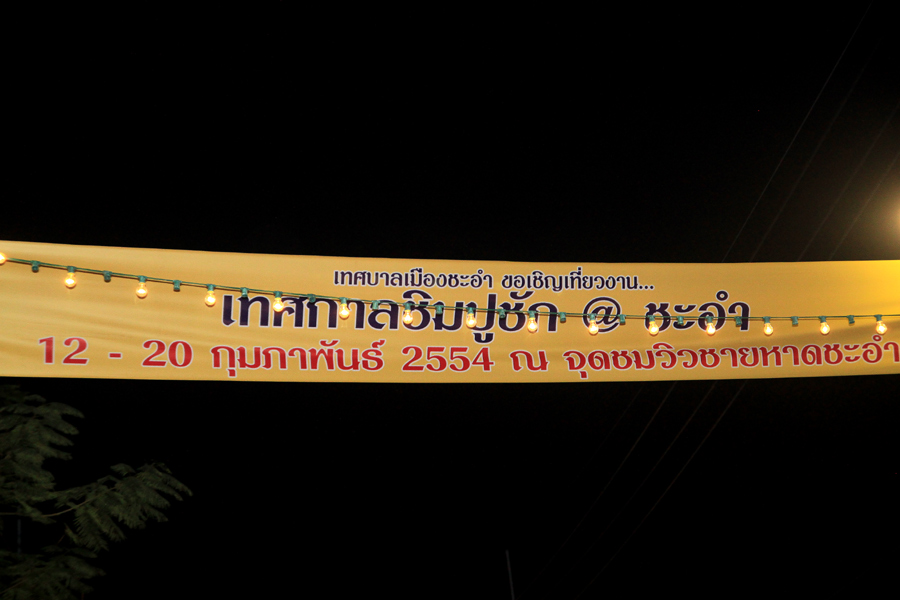 เทศบาลเมืองชะอำ ขอเชิญเที่ยวงาน...
เทศกาลชิมปูชัก @ ชะอำ
12 - 20 กุมภาพันธ์ 2554 ณ จุดชมวิวชายหาดชะอำ